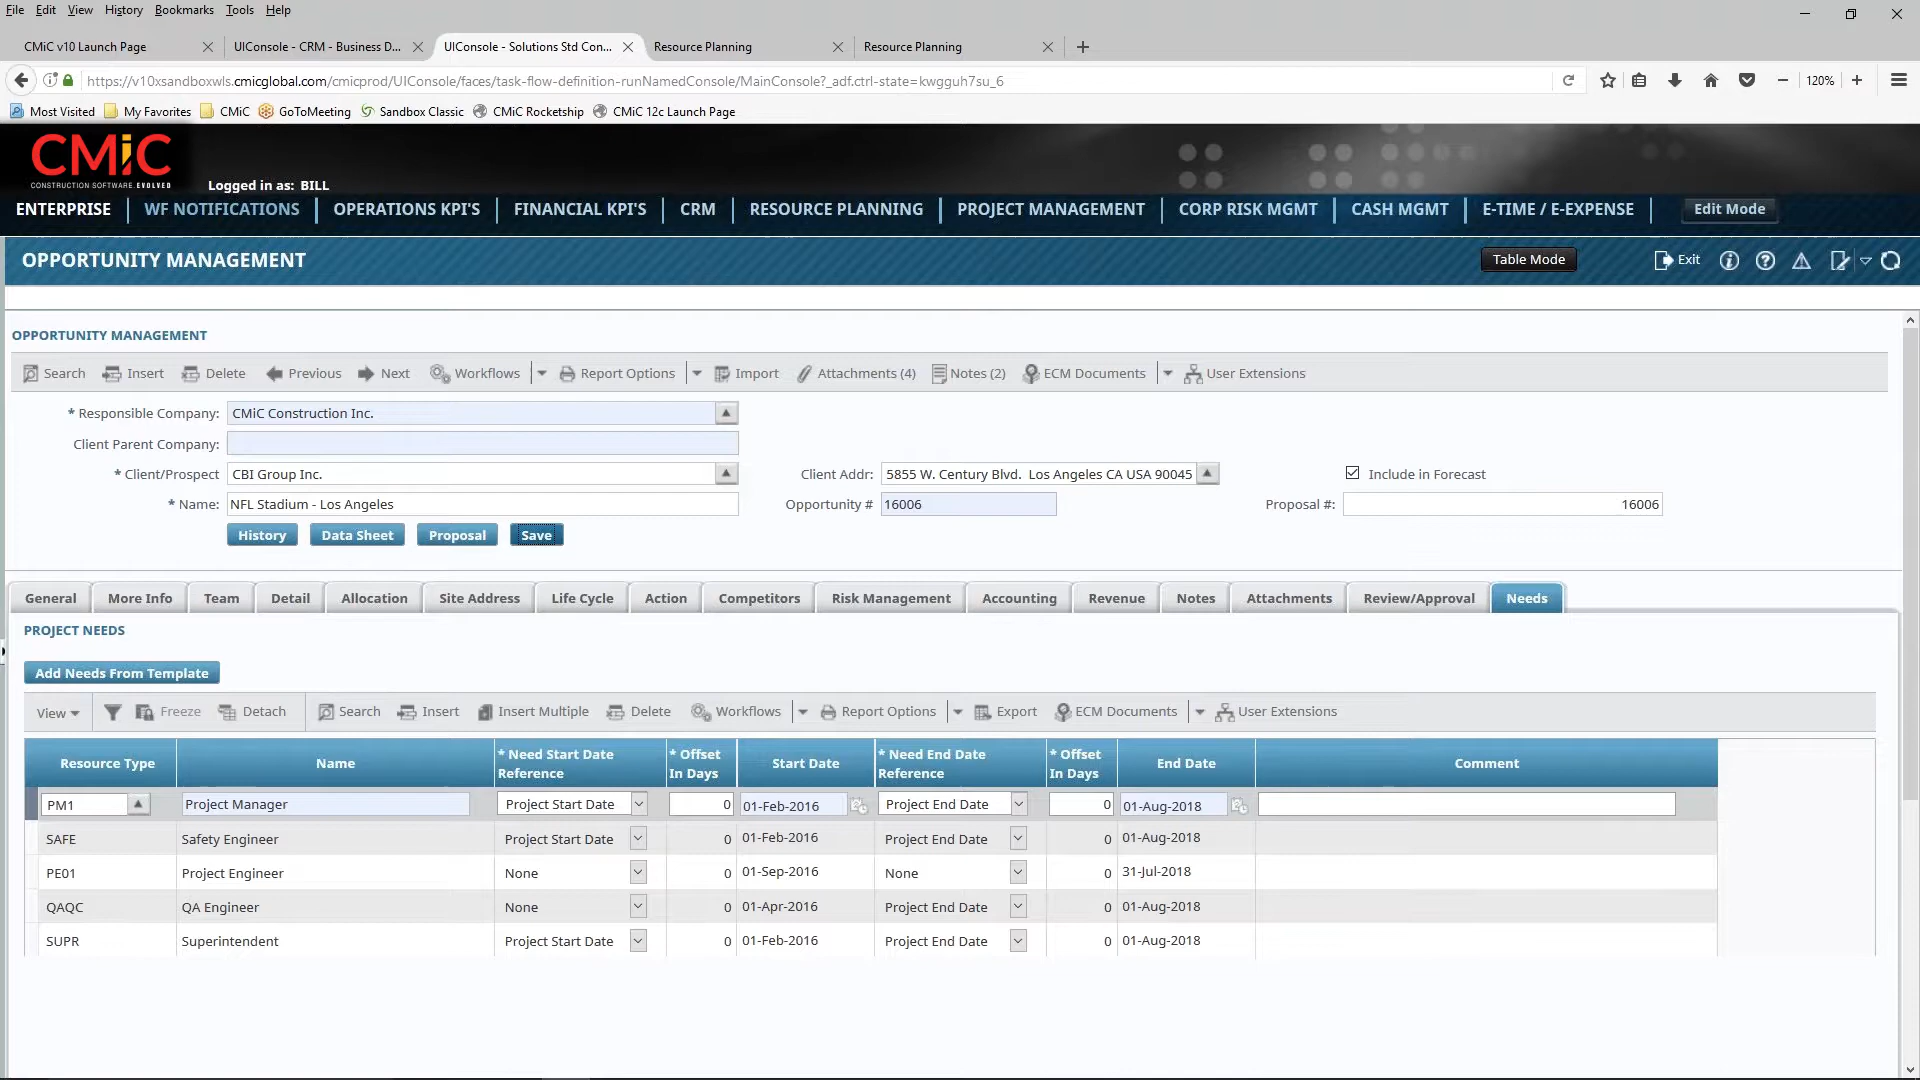 File Edit View History Bookmarks Tools Help
CMiC v10 Launch Page UIConsole - CRM - Business D... UIConsole - Solutions Std Con... Resource Planning Resource Planning
https://v10xsandboxwls.cmicglobal.com/cmicprod/UIConsole/faces/task-flow-definition-runNamedConsole/MainConsole?_adf.ctrl-state=kwgguh7su_6 120%
Most Visited My Favorites CMiC GoToMeeting Sandbox Classic CMiC Rocketship CMiC 12c Launch Page
CMiC
CONSTRUCTION SOFTWARE. EVOLVED
Logged in as: BILL
ENTERPRISE WF NOTIFICATIONS OPERATIONS KPI'S FINANCIAL KPI'S CRM RESOURCE PLANNING PROJECT MANAGEMENT CORP RISK MGMT CASH MGMT E-TIME / E-EXPENSE Edit Mode
OPPORTUNITY MANAGEMENT Table Mode Exit
OPPORTUNITY MANAGEMENT
Search Insert Delete Previous Next Workflows Report Options Import Attachments (4) Notes (2) ECM Documents User Extensions
* Responsible Company: CMiC Construction Inc.
Client Parent Company:
* Client/Prospect CBI Group Inc. Client Addr: 5855 W. Century Blvd. Los Angeles CA USA 90045 Include in Forecast
* Name: NFL Stadium - Los Angeles Opportunity # 16006 Proposal #: 16006
History Data Sheet Proposal Save
General More Info Team Detail Allocation Site Address Life Cycle Action Competitors Risk Management Accounting Revenue Notes Attachments Review/Approval Needs
PROJECT NEEDS
Add Needs From Template
View Freeze Detach Search Insert Insert Multiple Delete Workflows Report Options Export ECM Documents User Extensions
Resource Type Name * Need Start Date Reference * Offset In Days Start Date * Need End Date Reference * Offset In Days End Date Comment
PM1 Project Manager Project Start Date 0 01-Feb-2016 Project End Date 0 01-Aug-2018
SAFE Safety Engineer Project Start Date 0 01-Feb-2016 Project End Date 0 01-Aug-2018
PE01 Project Engineer None 0 01-Sep-2016 None 0 31-Jul-2018
QAQC QA Engineer None 0 01-Apr-2016 Project End Date 0 01-Aug-2018
SUPR Superintendent Project Start Date 0 01-Feb-2016 Project End Date 0 01-Aug-2018